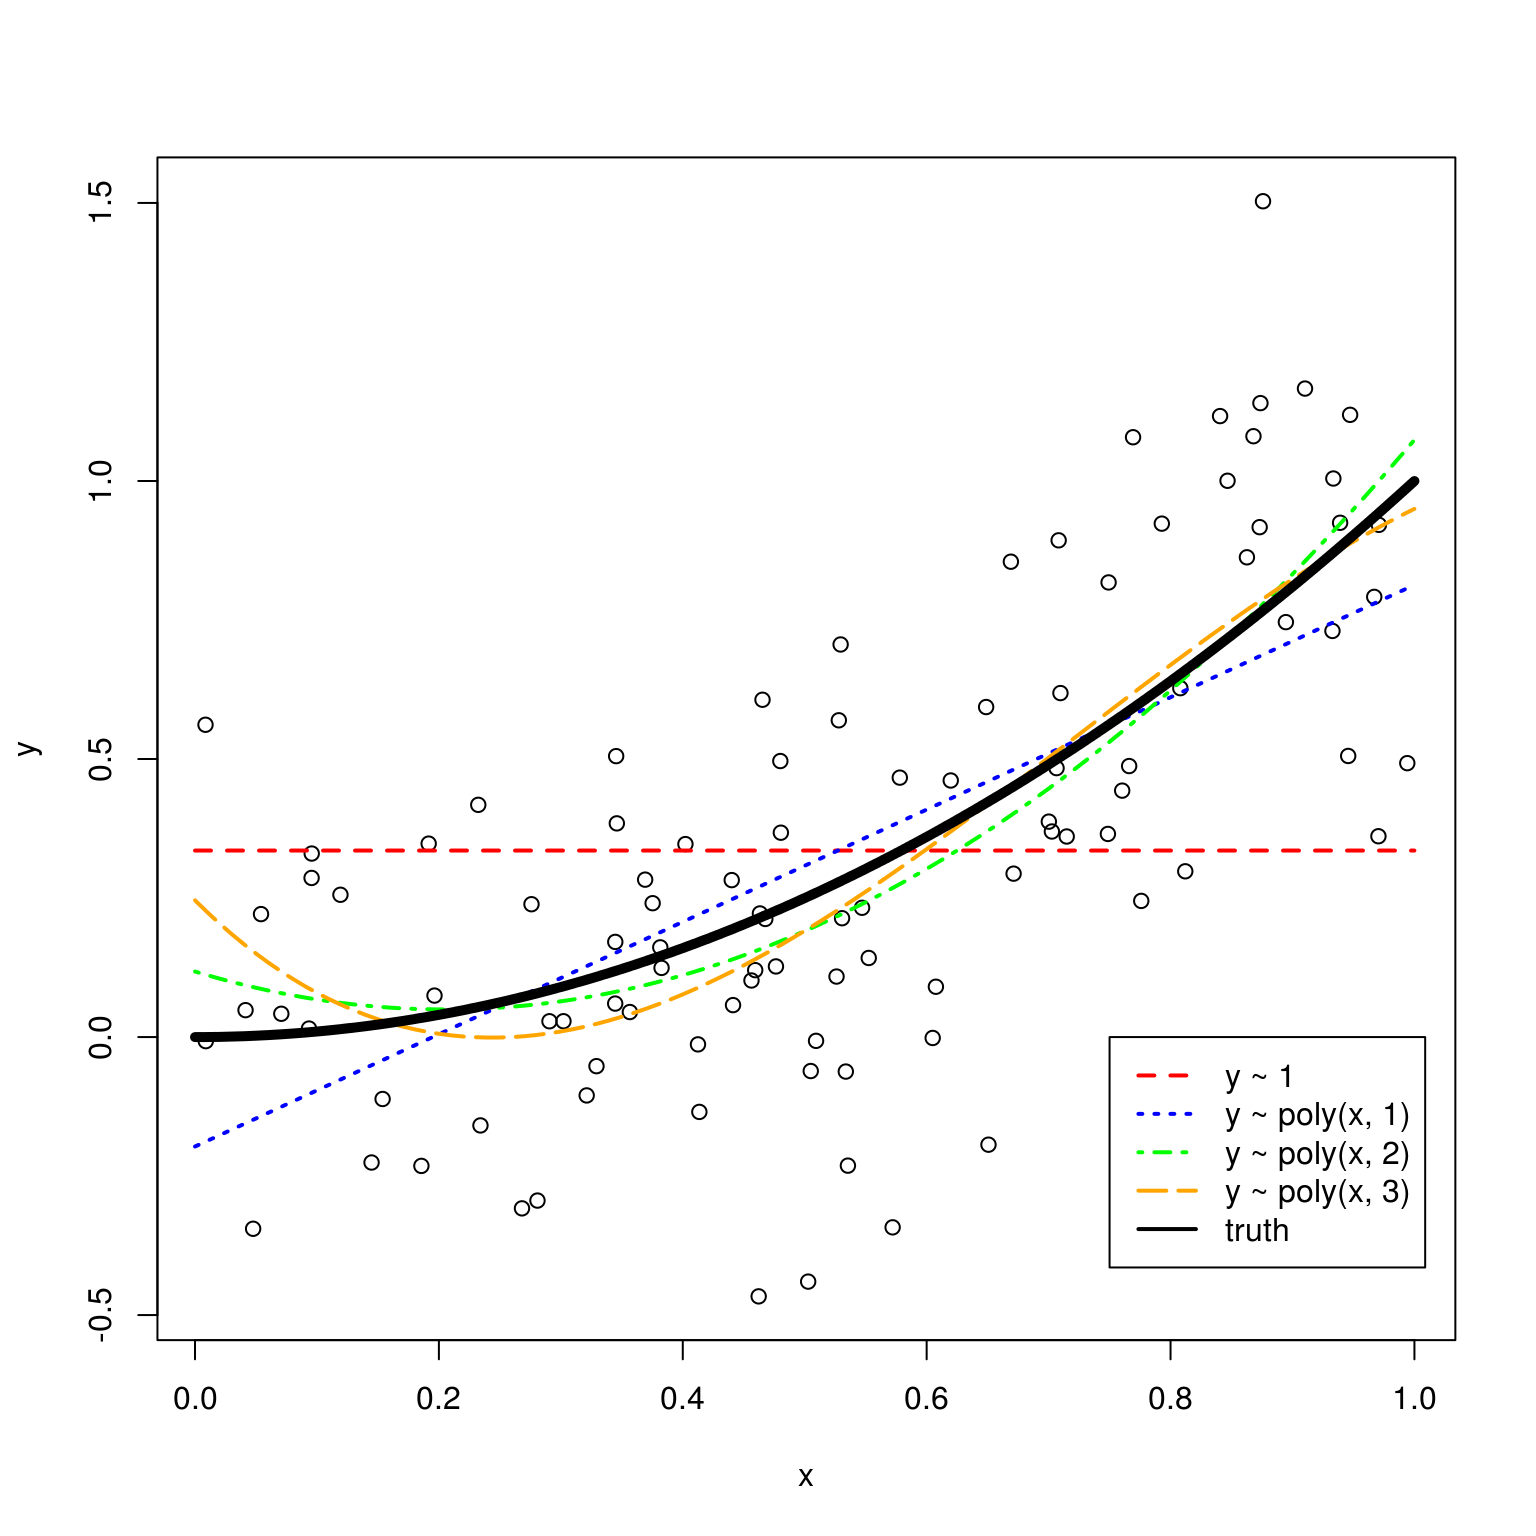 1.5
1.0
0.5
0.0
-0.5
y
0.0 0.2 0.4 0.6 0.8 1.0
x
y ~ 1
y ~ poly(x, 1)
y ~ poly(x, 2)
y ~ poly(x, 3)
truth